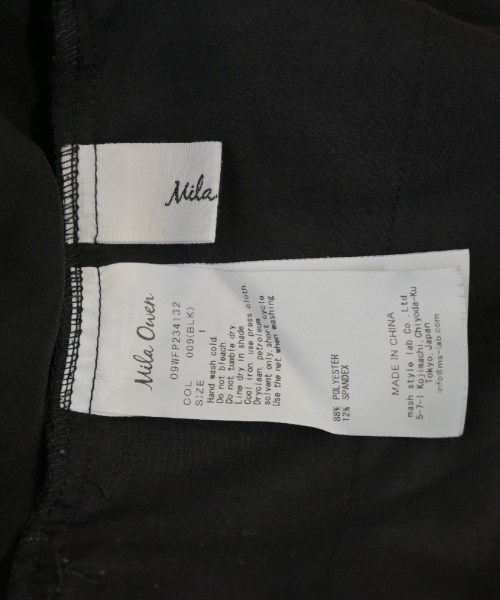 Mila
Mila Owen
09WFP234132
COL 009(BLK)
SIZE 1
Hand wash cold
Do not bleach
Do not tumble dry
Line dry in shade
Cool iron use press cloth
Dryclean, petroleum
solvent only, short cycle
Use the net when washing
88% POLYESTER
12% SPANDEX
MADE IN CHINA
mash style lab Co., Ltd.
5-7-1 Kojimachi, Chiyoda-Ku
Tokyo, Japan
info@ms-lab.com